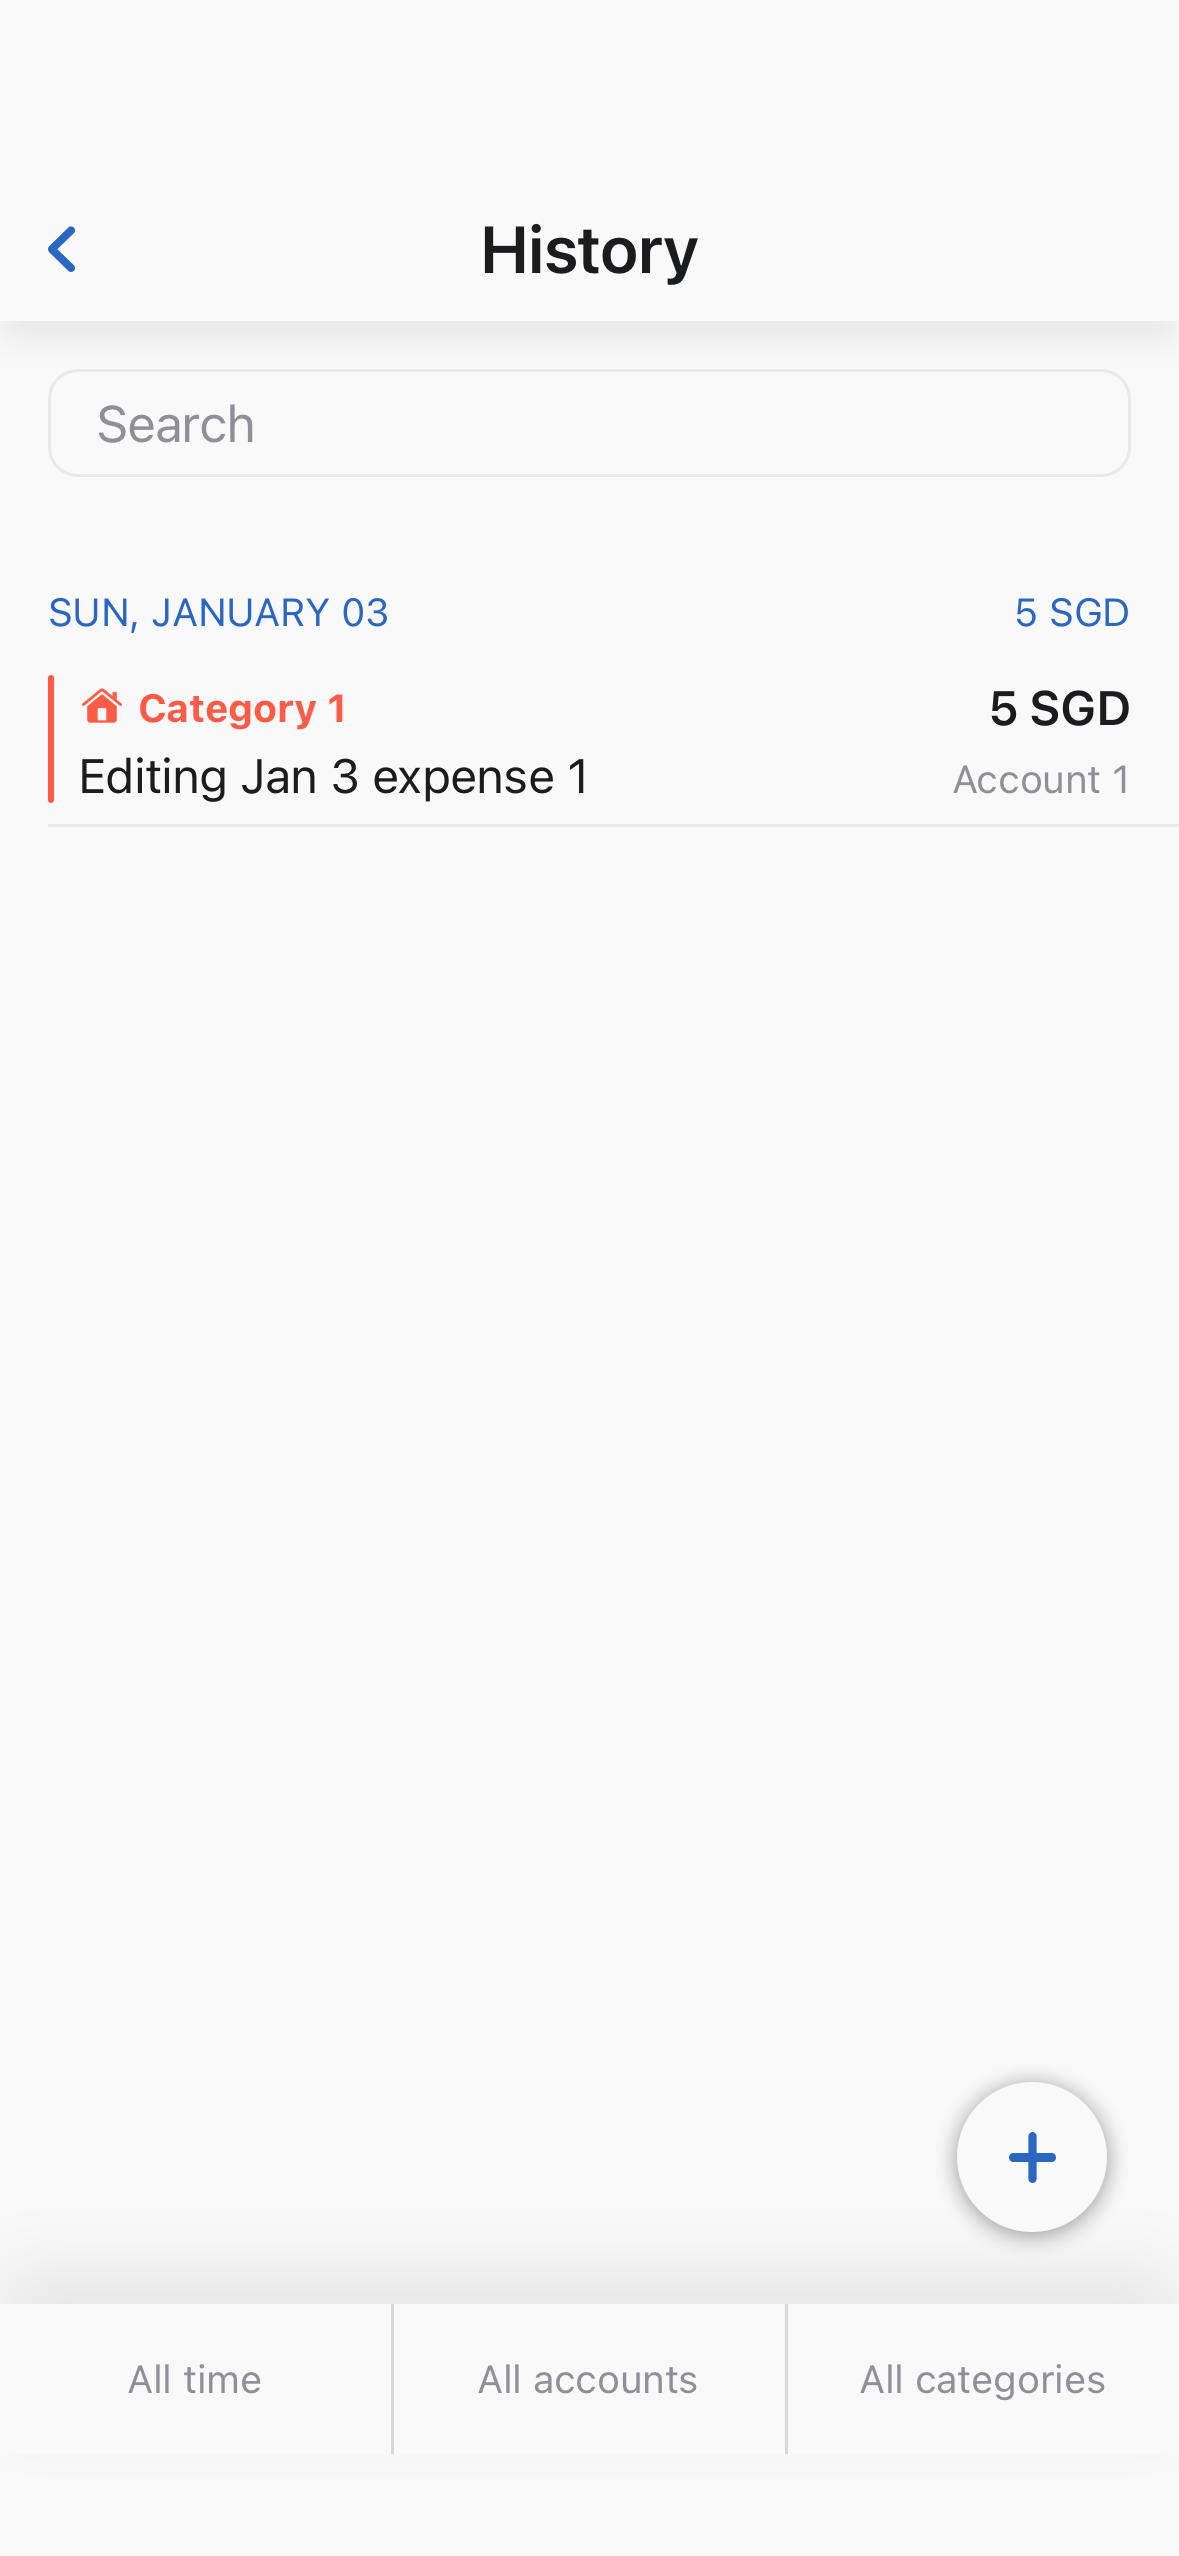 History
Search
SUN, JANUARY 03 5 SGD
Category 1 5 SGD
Editing Jan 3 expense 1 Account 1
All time All accounts All categories